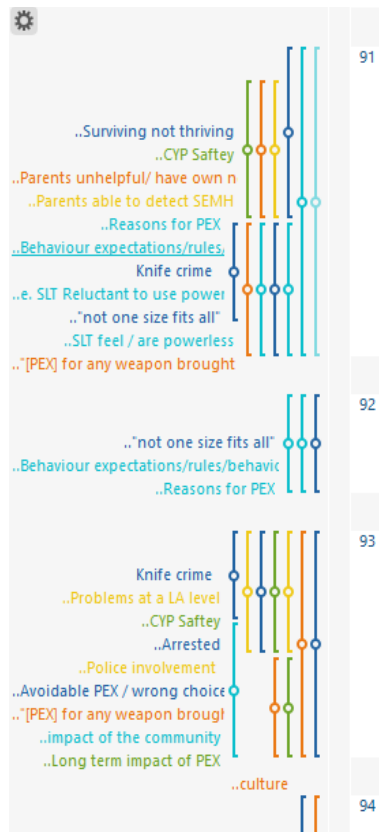 91
..Surviving not thriving
..CYP Saftey
..Parents unhelpful/ have own n
..Parents able to detect SEMH
..Reasons for PEX
..Behaviour expectations/rules/
Knife crime
..e. SLT Reluctant to use power
.."not one size fits all"
..SLT feel / are powerless
.."[PEX] for any weapon brought
92
.."not one size fits all"
..Behaviour expectations/rules/behavic
..Reasons for PEX
93
Knife crime
..Problems at a LA level
..CYP Saftey
..Arrested
..Police involvement
..Avoidable PEX / wrong choice
.."[PEX] for any weapon brough
..impact of the community
..Long term impact of PEX
..culture
94